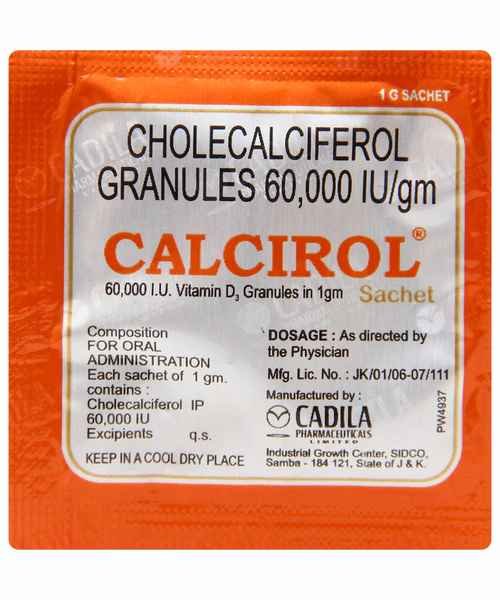 1 G SACHET
CHOLECALCIFEROL
GRANULES 60,000 IU/gm
CALCIROL®
60,000 I.U. Vitamin D3 Granules in 1gm Sachet
Composition
FOR ORAL
ADMINISTRATION
Each sachet of 1 gm.
contains :
Cholecalciferol IP
60,000 IU
Excipients q.s.
KEEP IN A COOL DRY PLACE
DOSAGE : As directed by
the Physician
Mfg. Lic. No. : JK/01/06-07/111
Manufactured by :
CADILA
PHARMACEUTICALS
LIMITED
Industrial Growth Center, SIDCO,
Samba - 184 121, State of J & K.
PW4937
CADILA